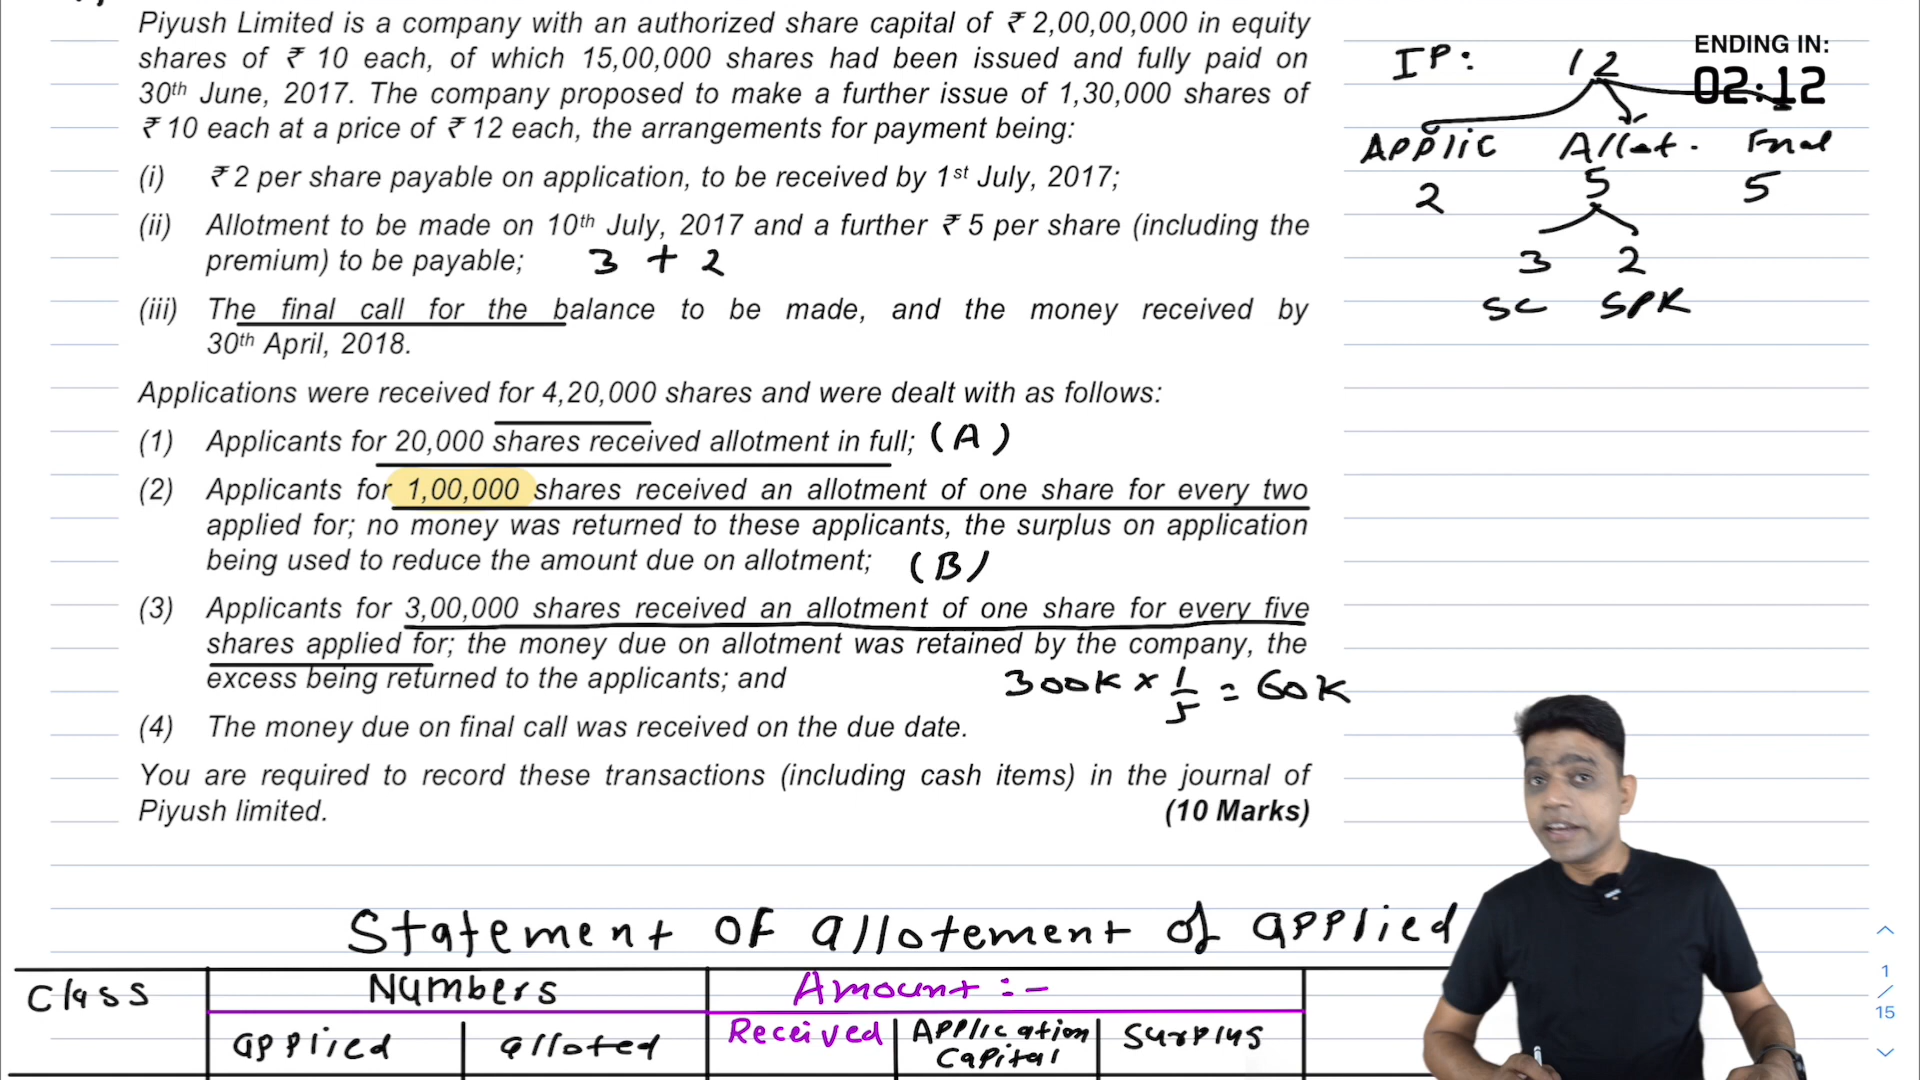 Piyush Limited is a company with an authorized share capital of ₹ 2,00,00,000 in equity
shares of ₹ 10 each, of which 15,00,000 shares had been issued and fully paid on
30th June, 2017. The company proposed to make a further issue of 1,30,000 shares of
₹ 10 each at a price of ₹ 12 each, the arrangements for payment being:
(i) ₹ 2 per share payable on application, to be received by 1st July, 2017;
(ii) Allotment to be made on 10th July, 2017 and a further ₹ 5 per share (including the
premium) to be payable; 3 + 2
(iii) The final call for the balance to be made, and the money received by
30th April, 2018.
Applications were received for 4,20,000 shares and were dealt with as follows:
(1) Applicants for 20,000 shares received allotment in full; (A)
(2) Applicants for 1,00,000 shares received an allotment of one share for every two
applied for; no money was returned to these applicants, the surplus on application
being used to reduce the amount due on allotment; (B)
(3) Applicants for 3,00,000 shares received an allotment of one share for every five
shares applied for; the money due on allotment was retained by the company, the
excess being returned to the applicants; and
300K × 1/5 = 60K
(4) The money due on final call was received on the due date.
You are required to record these transactions (including cash items) in the journal of
Piyush limited. (10 Marks)
IP: 12
ENDING IN:
02:12
Applic Allot. Fnal
2 5 5
3 2
SC SPR
Statement of allotement of applied
Class Numbers Amount :-
applied alloted Received Application Capital Surplus
1
/
15